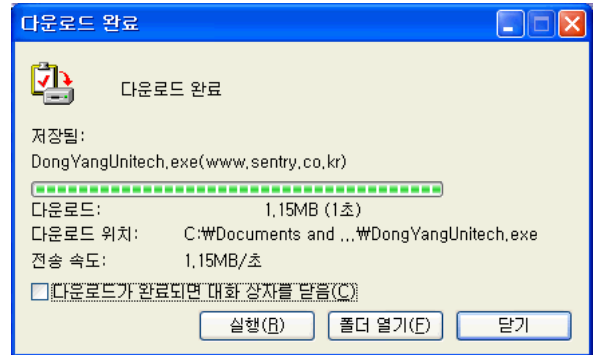 다운로드 완료
다운로드 완료
저장됨:
DongYangUnitech.exe(www.sentry.co.kr)
다운로드: 1.15MB (1초)
다운로드 위치: C:₩Documents and ...₩DongYangUnitech.exe
전송 속도: 1.15MB/초
다운로드가 완료되면 대화 상자를 닫음(C)
실행(R) 폴더 열기(F) 닫기